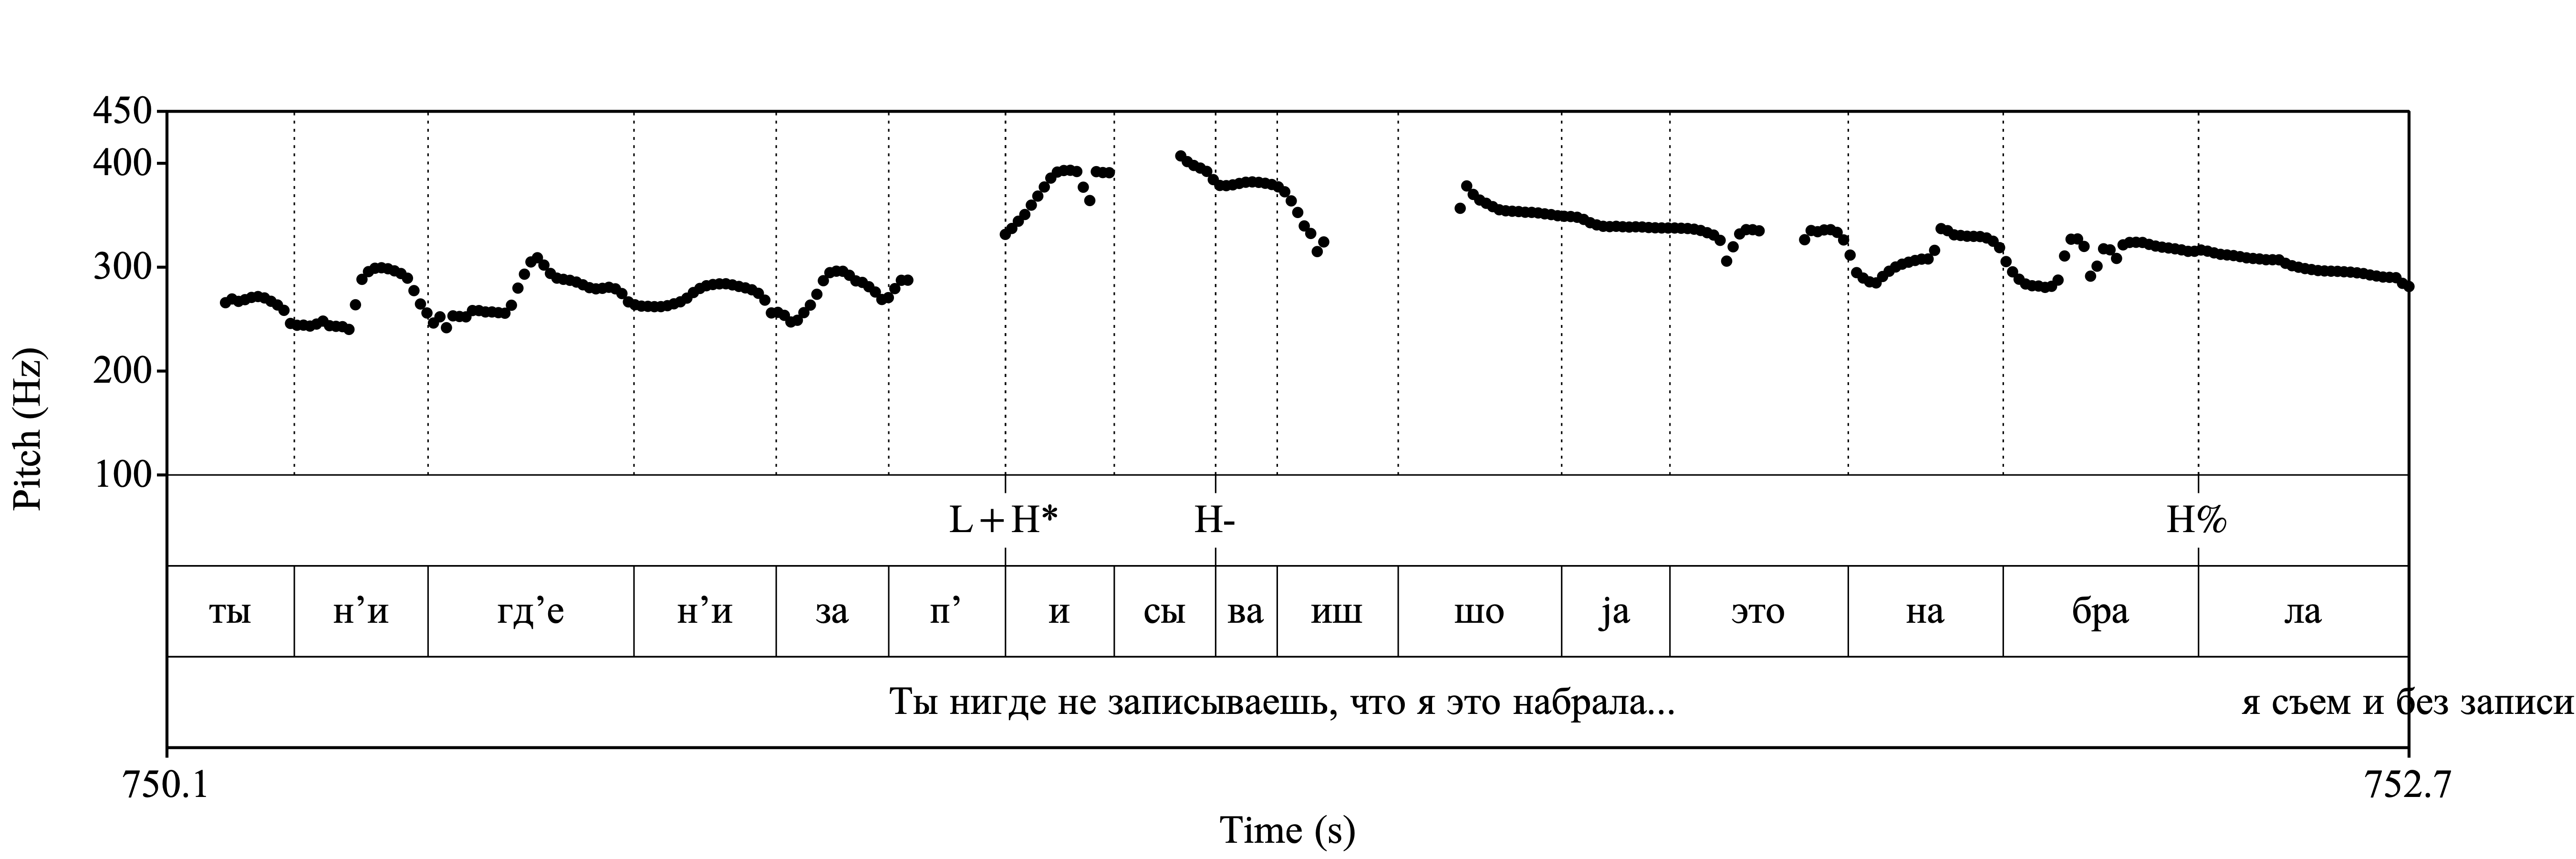 450
400
300
200
100
Pitch (Hz)
L+H* H- H%
ты н’и гд’е н’и за п’ и сы ва иш шо ја это на бра ла
Ты нигде не записываешь, что я это набрала... я съем и без записи
750.1 752.7
Time (s)